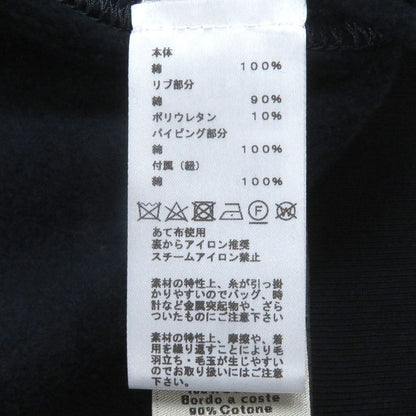 本体
綿 100%
リブ部分
綿 90%
ポリウレタン 10%
パイピング部分
綿 100%
付属（紐）
綿 100%
F W
あて布使用
裏からアイロン推奨
スチームアイロン禁止
素材の特性上、糸が引っ掛
かりやすいのでバッグ、時
計など金属突起物や、ざら
ついたものにご注意下さい
素材の特性上、摩擦や、着
用を繰り返すことにより毛
羽立ち・毛玉が生じやすい
のでお取り扱いにはご注意
下さい
Bordo a coste
90% Cotone